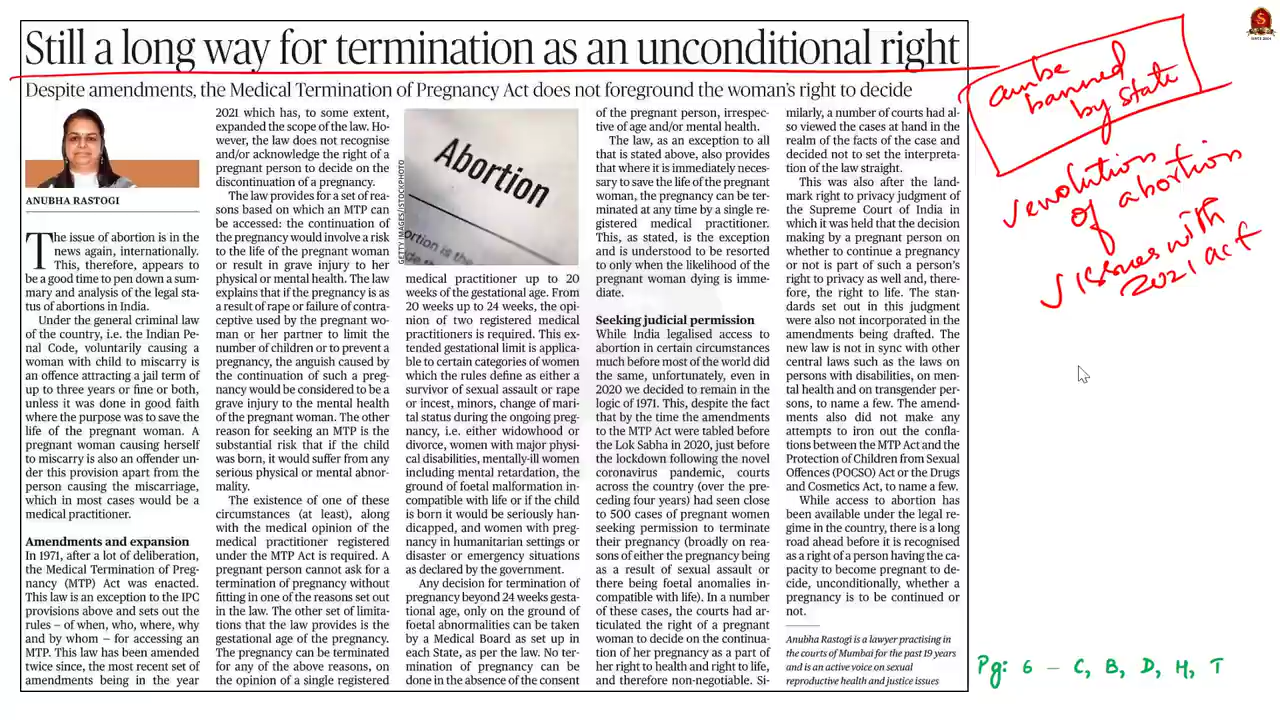 Still a long way for termination as an unconditional right
Despite amendments, the Medical Termination of Pregnancy Act does not foreground the woman's right to decide
ANUBHA RASTOGI
The issue of abortion is in the
news again, internationally.
This, therefore, appears to
be a good time to pen down a sum-
mary and analysis of the legal sta-
tus of abortions in India.
Under the general criminal law
of the country, i.e. the Indian Pe-
nal Code, voluntarily causing a
woman with child to miscarry is
an offence attracting a jail term of
up to three years or fine or both,
unless it was done in good faith
where the purpose was to save the
life of the pregnant woman. A
pregnant woman causing herself
to miscarry is also an offender un-
der this provision apart from the
person causing the miscarriage,
which in most cases would be a
medical practitioner.
Amendments and expansion
In 1971, after a lot of deliberation,
the Medical Termination of Preg-
nancy (MTP) Act was enacted.
This law is an exception to the IPC
provisions above and sets out the
rules – of when, who, where, why
and by whom – for accessing an
MTP. This law has been amended
twice since, the most recent set of
amendments being in the year
2021 which has, to some extent,
expanded the scope of the law. Ho-
wever, the law does not recognise
and/or acknowledge the right of a
pregnant person to decide on the
discontinuation of a pregnancy.
The law provides for a set of rea-
sons based on which an MTP can
be accessed: the continuation of
the pregnancy would involve a risk
to the life of the pregnant woman
or result in grave injury to her
physical or mental health. The law
explains that if the pregnancy is as
a result of rape or failure of contra-
ceptive used by the pregnant wo-
man or her partner to limit the
number of children or to prevent a
pregnancy, the anguish caused by
the continuation of such a preg-
nancy would be considered to be a
grave injury to the mental health
of the pregnant woman. The other
reason for seeking an MTP is the
substantial risk that if the child
was born, it would suffer from any
serious physical or mental abnor-
mality.
The existence of one of these
circumstances (at least), along
with the medical opinion of the
medical practitioner registered
under the MTP Act is required. A
pregnant person cannot ask for a
termination of pregnancy without
fitting in one of the reasons set out
in the law. The other set of limita-
tions that the law provides is the
gestational age of the pregnancy.
The pregnancy can be terminated
for any of the above reasons, on
the opinion of a single registered
Abortion
ortion is the
GETTY IMAGES/ISTOCKPHOTO
medical practitioner up to 20
weeks of the gestational age. From
20 weeks up to 24 weeks, the opi-
nion of two registered medical
practitioners is required. This ex-
tended gestational limit is applica-
ble to certain categories of women
which the rules define as either a
survivor of sexual assault or rape
or incest, minors, change of mari-
tal status during the ongoing preg-
nancy, i.e. either widowhood or
divorce, women with major physi-
cal disabilities, mentally-ill women
including mental retardation, the
ground of foetal malformation in-
compatible with life or if the child
is born it would be seriously han-
dicapped, and women with preg-
nancy in humanitarian settings or
disaster or emergency situations
as declared by the government.
Any decision for termination of
pregnancy beyond 24 weeks gesta-
tional age, only on the ground of
foetal abnormalities can be taken
by a Medical Board as set up in
each State, as per the law. No ter-
mination of pregnancy can be
done in the absence of the consent
of the pregnant person, irrespec-
tive of age and/or mental health.
The law, as an exception to all
that is stated above, also provides
that where it is immediately neces-
sary to save the life of the pregnant
woman, the pregnancy can be ter-
minated at any time by a single re-
gistered medical practitioner.
This, as stated, is the exception
and is understood to be resorted
to only when the likelihood of the
pregnant woman dying is imme-
diate.
Seeking judicial permission
While India legalised access to
abortion in certain circumstances
much before most of the world did
the same, unfortunately, even in
2020 we decided to remain in the
logic of 1971. This, despite the fact
that by the time the amendments
to the MTP Act were tabled before
the Lok Sabha in 2020, just before
the lockdown following the novel
coronavirus pandemic, courts
across the country (over the pre-
ceding four years) had seen close
to 500 cases of pregnant women
seeking permission to terminate
their pregnancy (broadly on rea-
sons of either the pregnancy being
as a result of sexual assault or
there being foetal anomalies in-
compatible with life). In a number
of these cases, the courts had ar-
ticulated the right of a pregnant
woman to decide on the continua-
tion of her pregnancy as a part of
her right to health and right to life,
and therefore non-negotiable. Si-
milarly, a number of courts had al-
so viewed the cases at hand in the
realm of the facts of the case and
decided not to set the interpreta-
tion of the law straight.
This was also after the land-
mark right to privacy judgment of
the Supreme Court of India in
which it was held that the decision
making by a pregnant person on
whether to continue a pregnancy
or not is part of such a person's
right to privacy as well and, there-
fore, the right to life. The stan-
dards set out in this judgment
were also not incorporated in the
amendments being drafted. The
new law is not in sync with other
central laws such as the laws on
persons with disabilities, on men-
tal health and on transgender per-
sons, to name a few. The amend-
ments also did not make any
attempts to iron out the confla-
tions between the MTP Act and the
Protection of Children from Sexual
Offences (POCSO) Act or the Drugs
and Cosmetics Act, to name a few.
While access to abortion has
been available under the legal re-
gime in the country, there is a long
road ahead before it is recognised
as a right of a person having the ca-
pacity to become pregnant to de-
cide, unconditionally, whether a
pregnancy is to be continued or
not.
Anubha Rastogi is a lawyer practising in
the courts of Mumbai for the past 19 years
and is an active voice on sexual
reproductive health and justice issues
can be
banned
by state
evolution
of abortion
issues with
2021 act
Pg: 6 – C, B, D, H, T